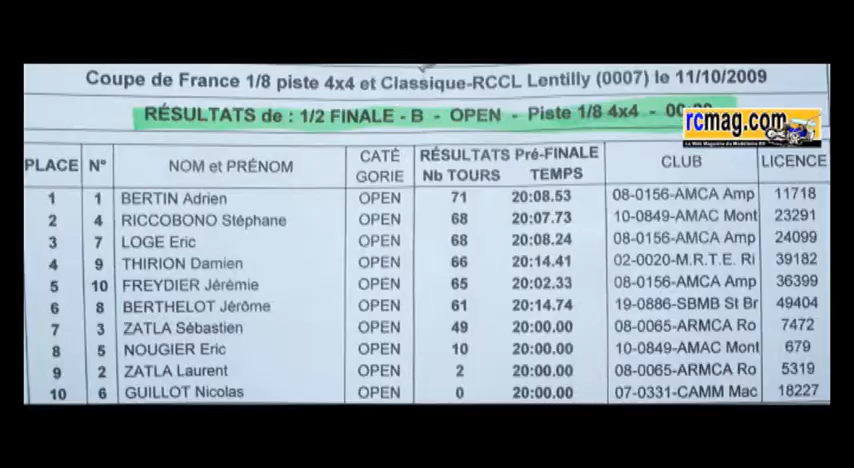 Coupe de France 1/8 piste 4x4 et Classique-RCCL Lentilly (0007) le 11/10/2009
RÉSULTATS de : 1/2 FINALE - B - OPEN - Piste 1/8 4x4 -
rcmag.com
PLACE N° NOM et PRÉNOM CATÉ GORIE RÉSULTATS Pré-FINALE Nb TOURS TEMPS CLUB LICENCE
1 1 BERTIN Adrien OPEN 71 20:08.53 08-0156-AMCA Amp 11718
2 4 RICCOBONO Stéphane OPEN 68 20:07.73 10-0849-AMAC Mont 23291
3 7 LOGE Eric OPEN 68 20:08.24 08-0156-AMCA Amp 24099
4 9 THIRION Damien OPEN 66 20:14.41 02-0020-M.R.T.E. Ri 39182
5 10 FREYDIER Jérémie OPEN 65 20:02.33 08-0156-AMCA Amp 36399
6 8 BERTHELOT Jérôme OPEN 61 20:14.74 19-0886-SBMB St Br 49404
7 3 ZATLA Sébastien OPEN 49 20:00.00 08-0065-ARMCA Ro 7472
8 5 NOUGIER Eric OPEN 10 20:00.00 10-0849-AMAC Mont 679
9 2 ZATLA Laurent OPEN 2 20:00.00 08-0065-ARMCA Ro 5319
10 6 GUILLOT Nicolas OPEN 0 20:00.00 07-0331-CAMM Mac 18227